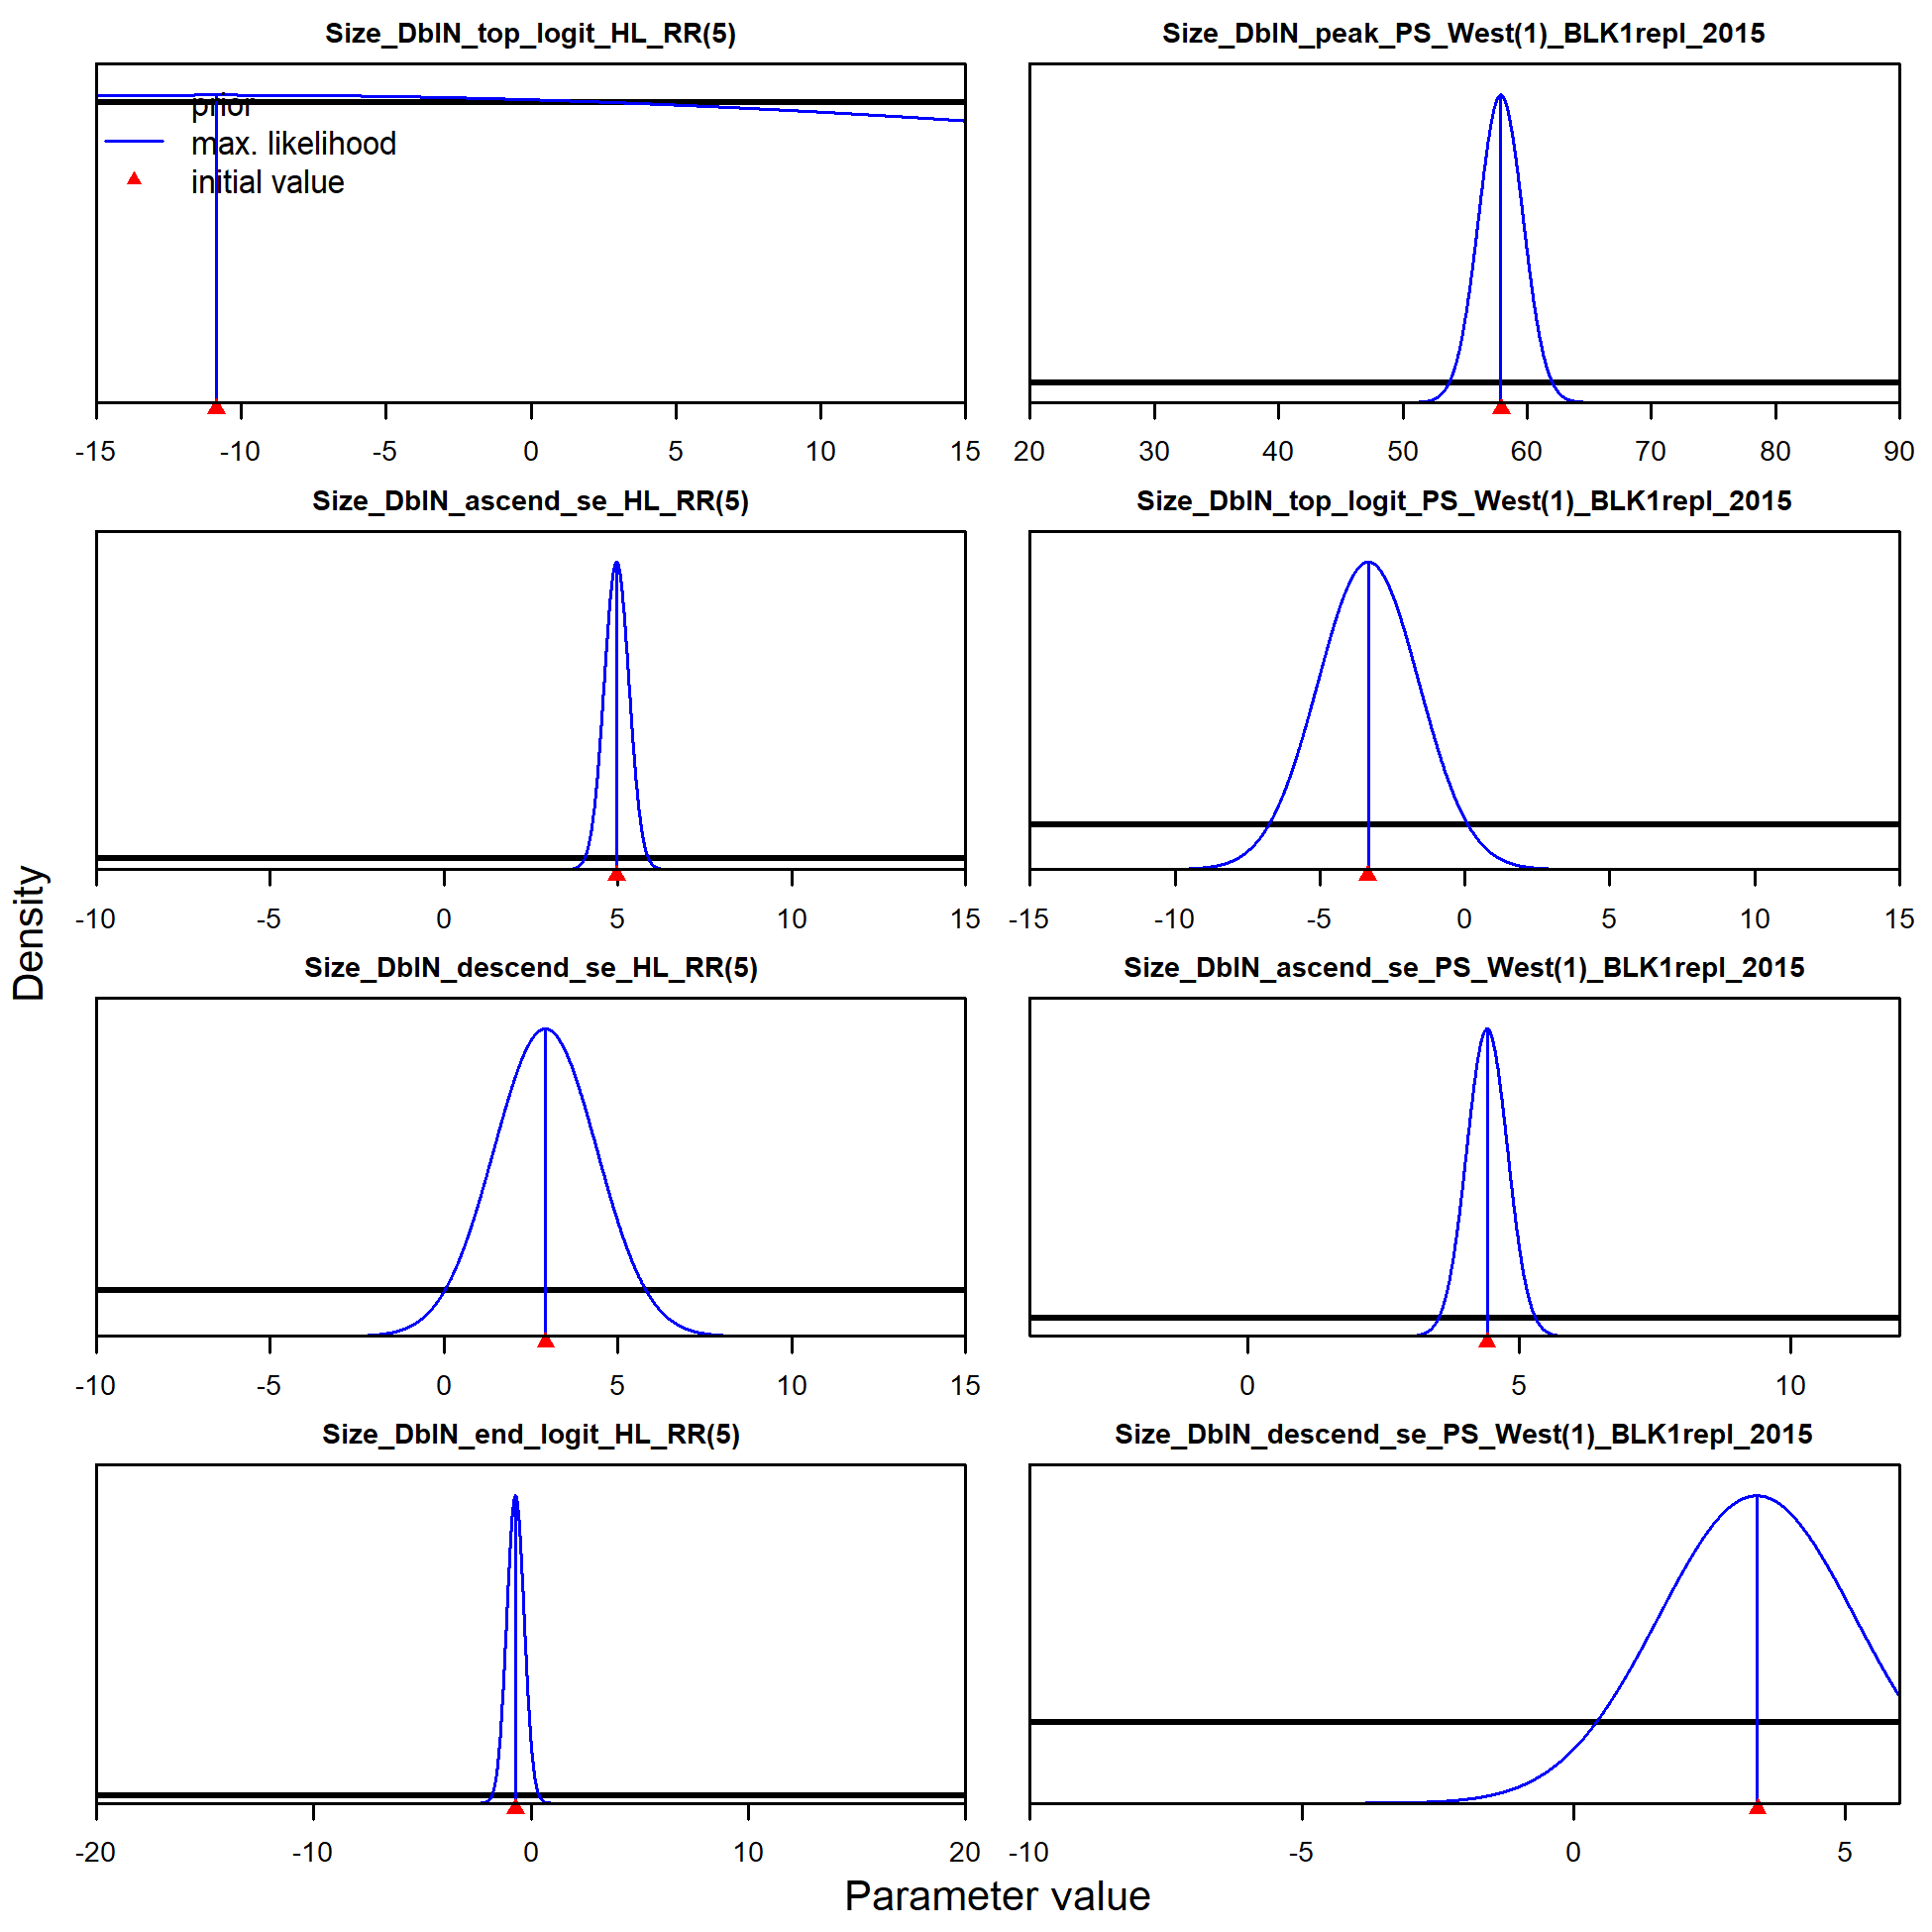 Size_DblN_top_logit_HL_RR(5)
Size_DblN_peak_PS_West(1)_BLK1repl_2015
prior
max. likelihood
initial value
-15 -10 -5 0 5 10 15
20 30 40 50 60 70 80 90
Size_DblN_ascend_se_HL_RR(5)
Size_DblN_top_logit_PS_West(1)_BLK1repl_2015
-10 -5 0 5 10 15
-15 -10 -5 0 5 10 15
Size_DblN_descend_se_HL_RR(5)
Size_DblN_ascend_se_PS_West(1)_BLK1repl_2015
-10 -5 0 5 10 15
0 5 10
Size_DblN_end_logit_HL_RR(5)
Size_DblN_descend_se_PS_West(1)_BLK1repl_2015
-20 -10 0 10 20
-10 -5 0 5
Density
Parameter value